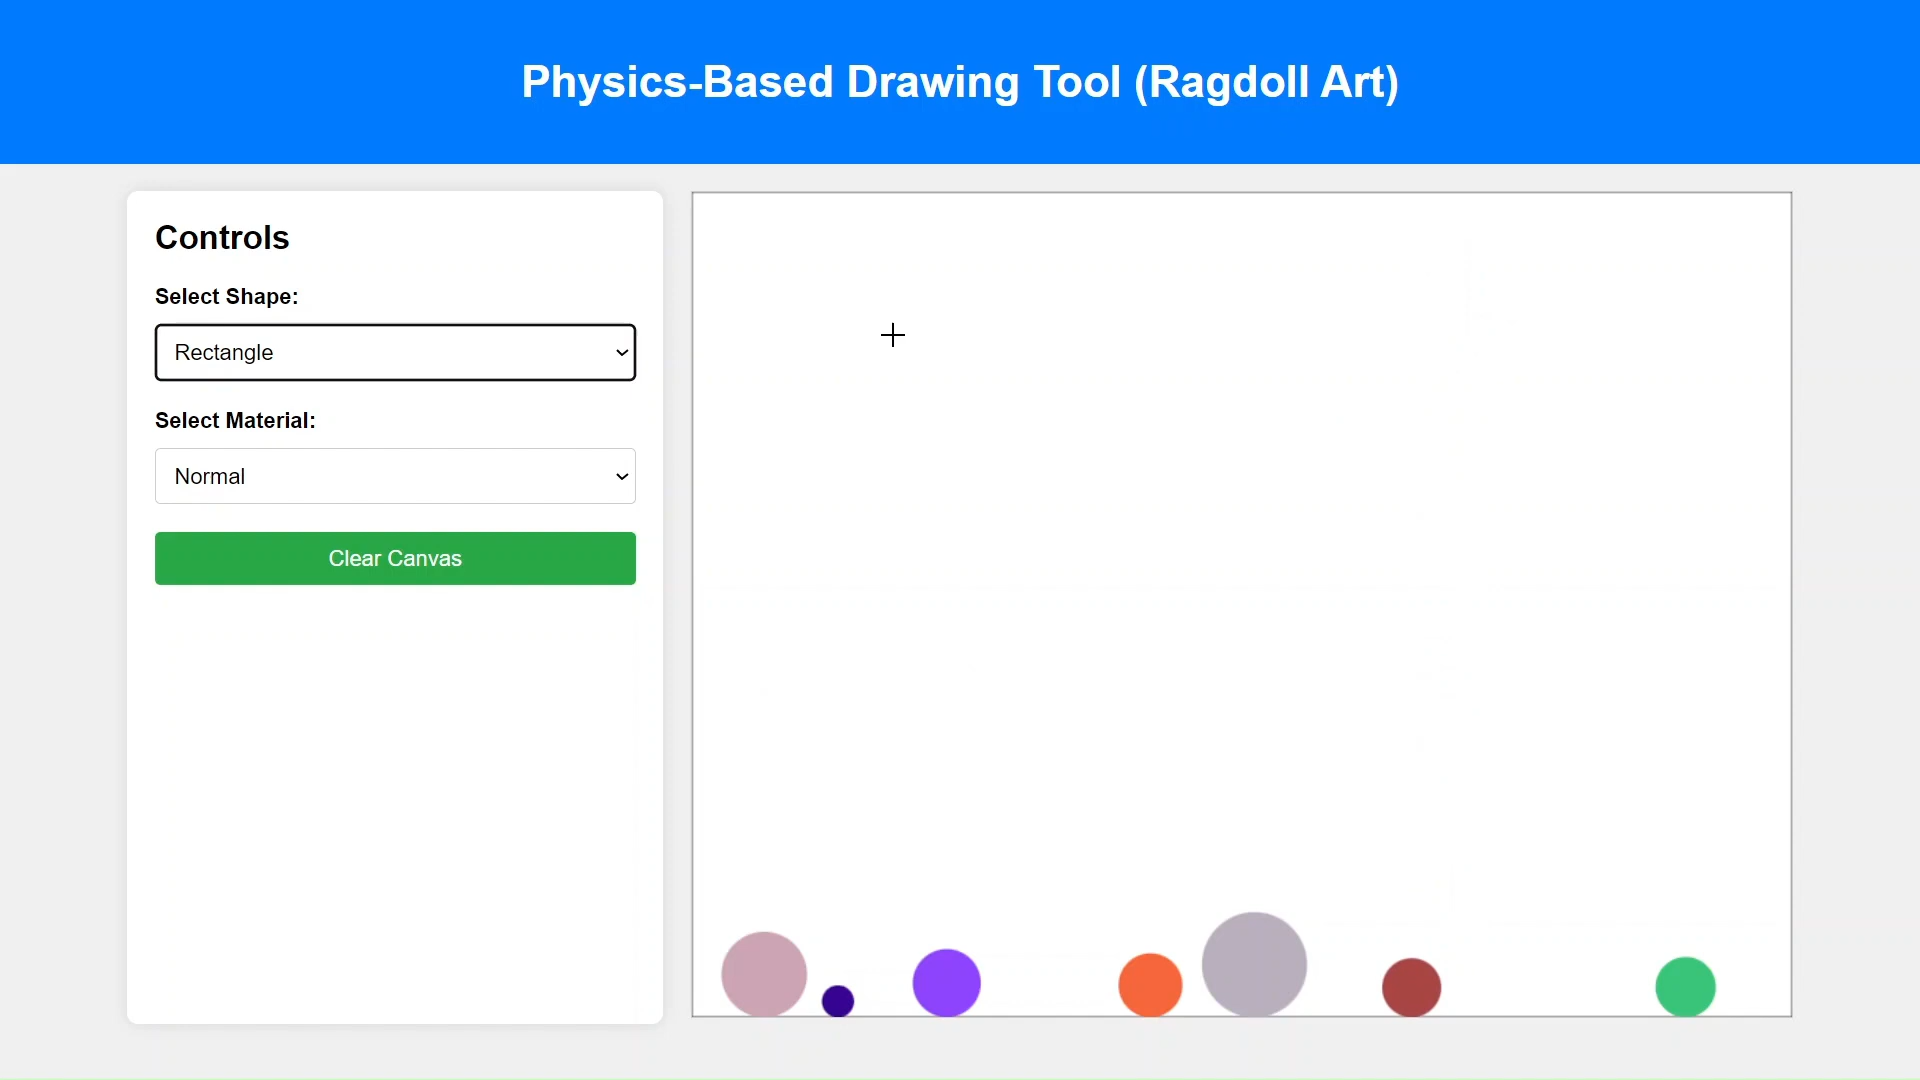 Physics-Based Drawing Tool (Ragdoll Art)
Controls
Select Shape:
Rectangle
Select Material:
Normal
Clear Canvas